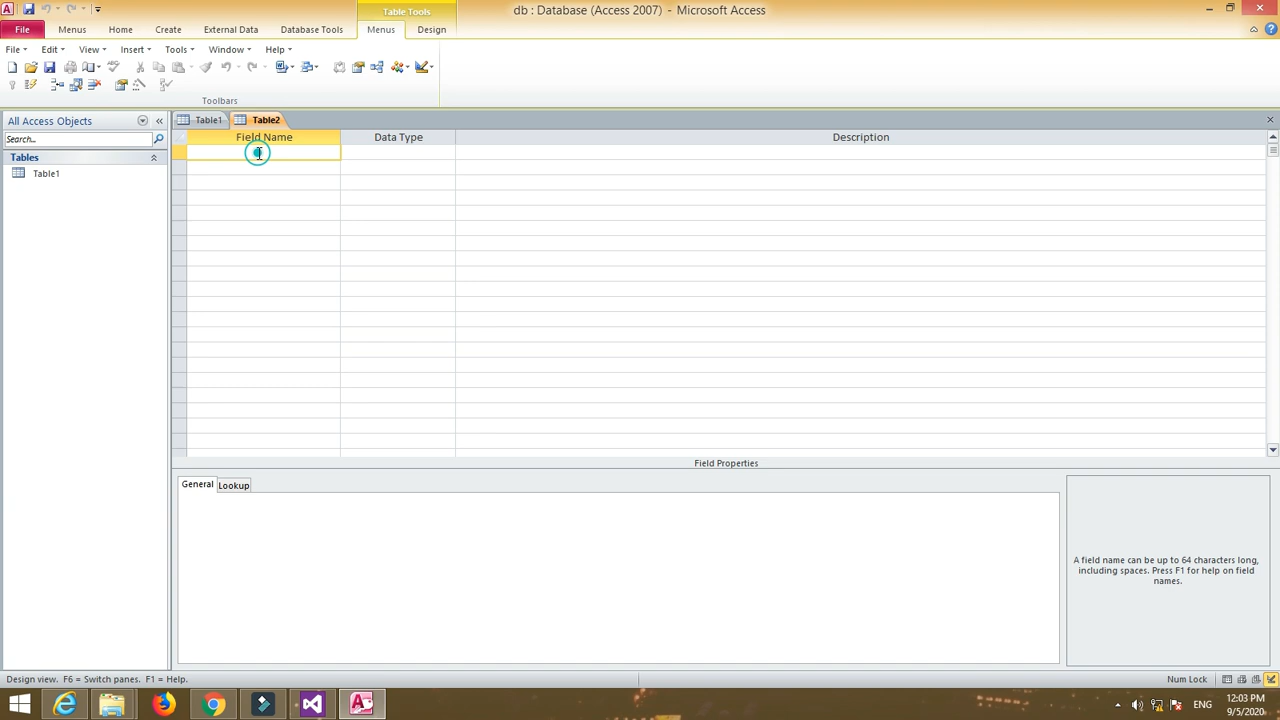 Table Tools
db : Database (Access 2007) - Microsoft Access
File Menus Home Create External Data Database Tools Menus Design
File Edit View Insert Tools Window Help
Toolbars
All Access Objects
Table1 Table2
Search...
Field Name Data Type Description
Tables
Table1
Field Properties
General Lookup
A field name can be up to 64 characters long,
including spaces. Press F1 for help on field
names.
Design view. F6 = Switch panes. F1 = Help.
Num Lock
ENG
12:03 PM
9/5/2020